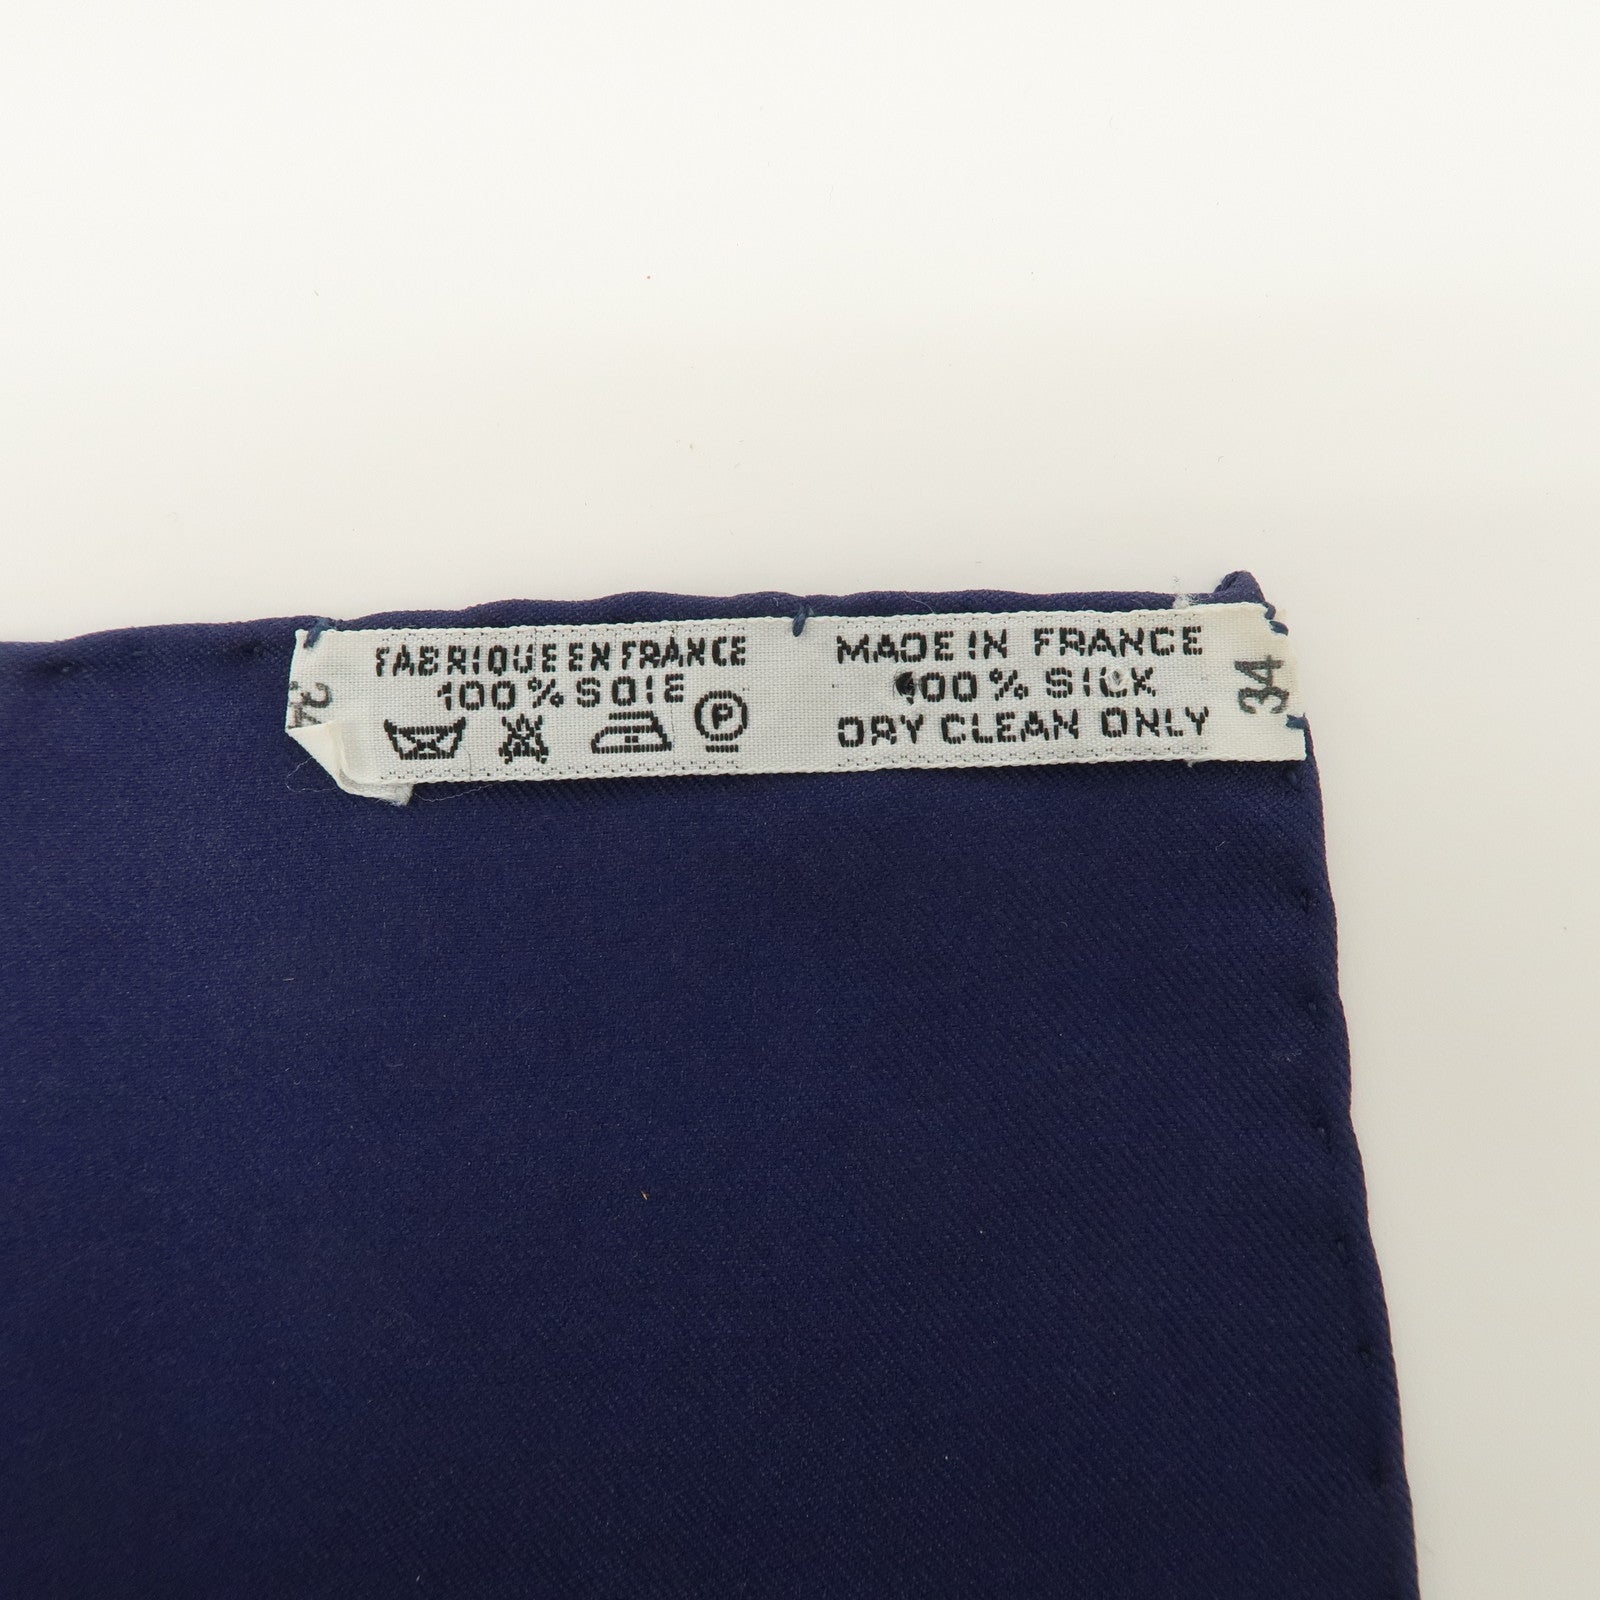 FABRIQUE EN FRANCE
100% SOIE
P
MADE IN FRANCE
100% SILK
DRY CLEAN ONLY
34